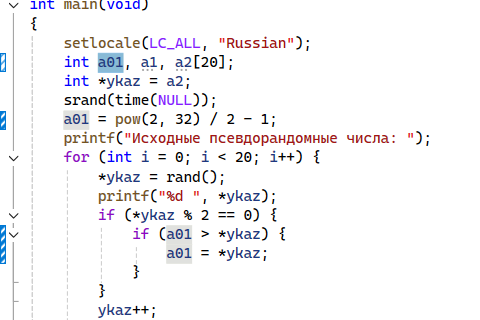 int main(void)
{
setlocale(LC_ALL, "Russian");
int a01, a1, a2[20];
int *ykaz = a2;
srand(time(NULL));
a01 = pow(2, 32) / 2 - 1;
printf("Исходные псевдорандомные числа: ");
for (int i = 0; i < 20; i++) {
*ykaz = rand();
printf("%d ", *ykaz);
if (*ykaz % 2 == 0) {
if (a01 > *ykaz) {
a01 = *ykaz;
}
}
ykaz++;